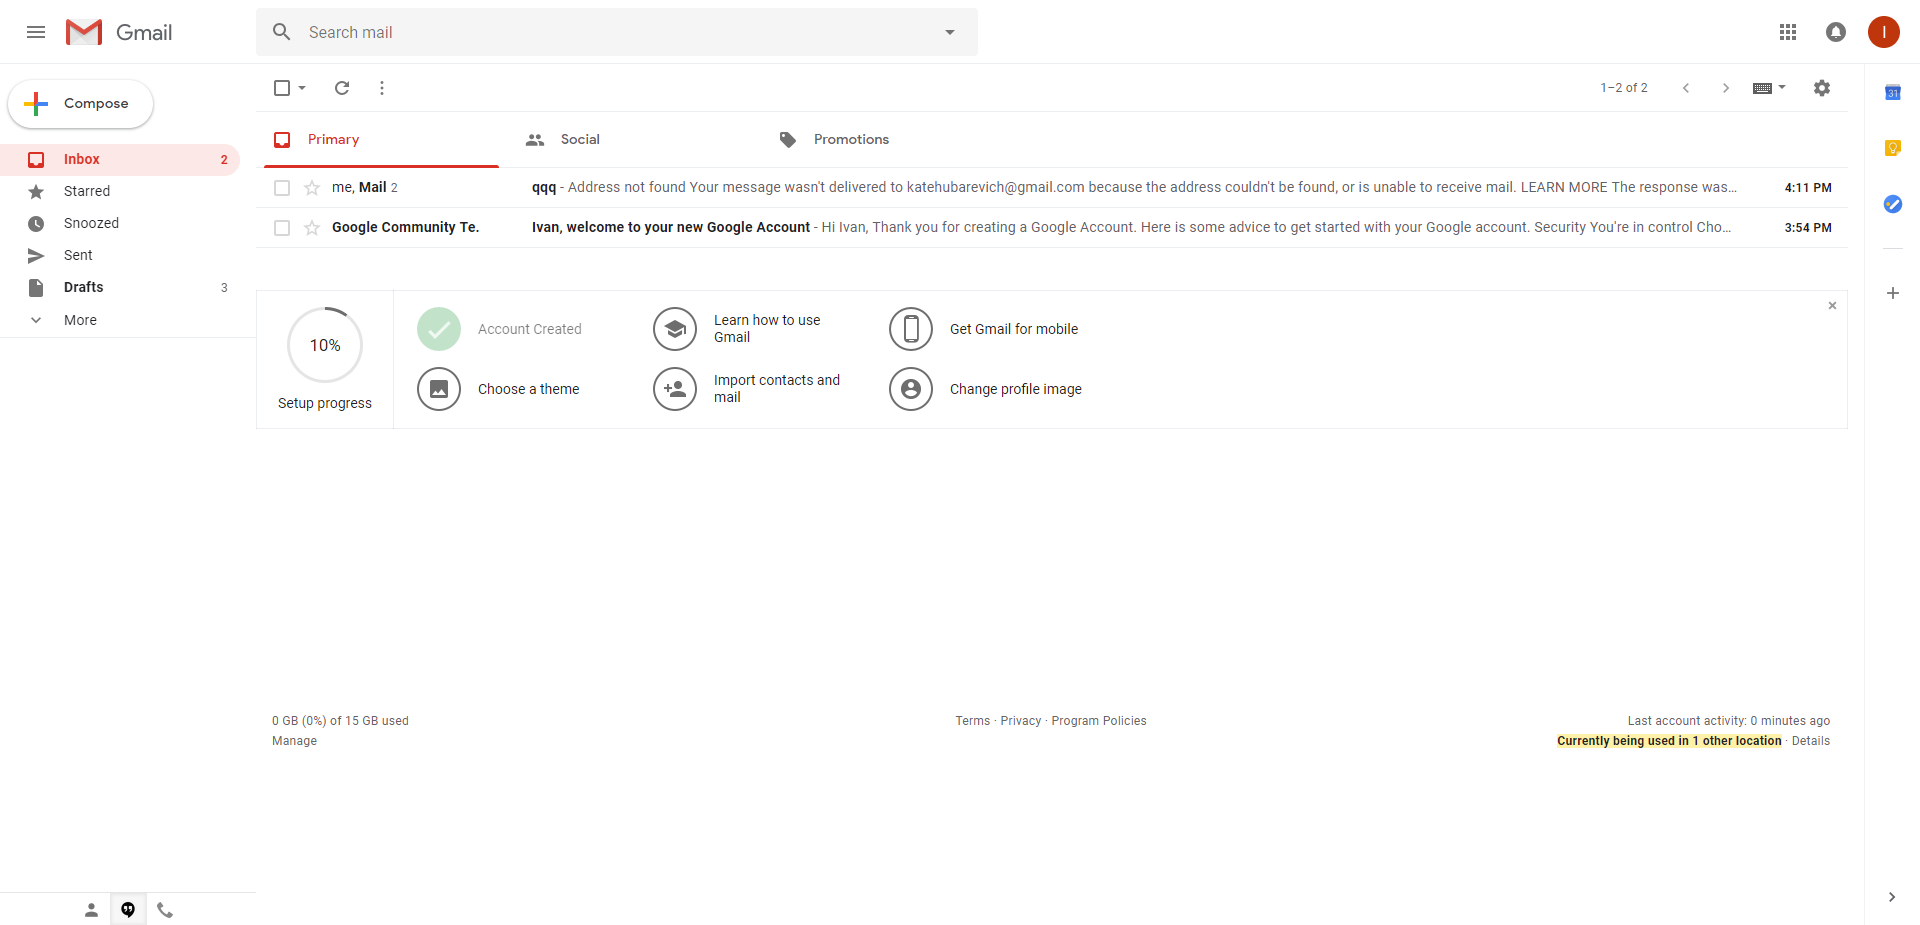 Gmail
Search mail
I
Compose
1–2 of 2
31
Primary
Social
Promotions
Inbox 2
Starred
Snoozed
Sent
Drafts 3
More
me, Mail 2 qqq - Address not found Your message wasn't delivered to katehubarevich@gmail.com because the address couldn't be found, or is unable to receive mail. LEARN MORE The response was... 4:11 PM
Google Community Te. Ivan, welcome to your new Google Account - Hi Ivan, Thank you for creating a Google Account. Here is some advice to get started with your Google account. Security You're in control Cho... 3:54 PM
10%
Setup progress
Account Created
Learn how to use
Gmail
Get Gmail for mobile
Choose a theme
Import contacts and
mail
Change profile image
0 GB (0%) of 15 GB used
Manage
Terms · Privacy · Program Policies
Last account activity: 0 minutes ago
Currently being used in 1 other location · Details